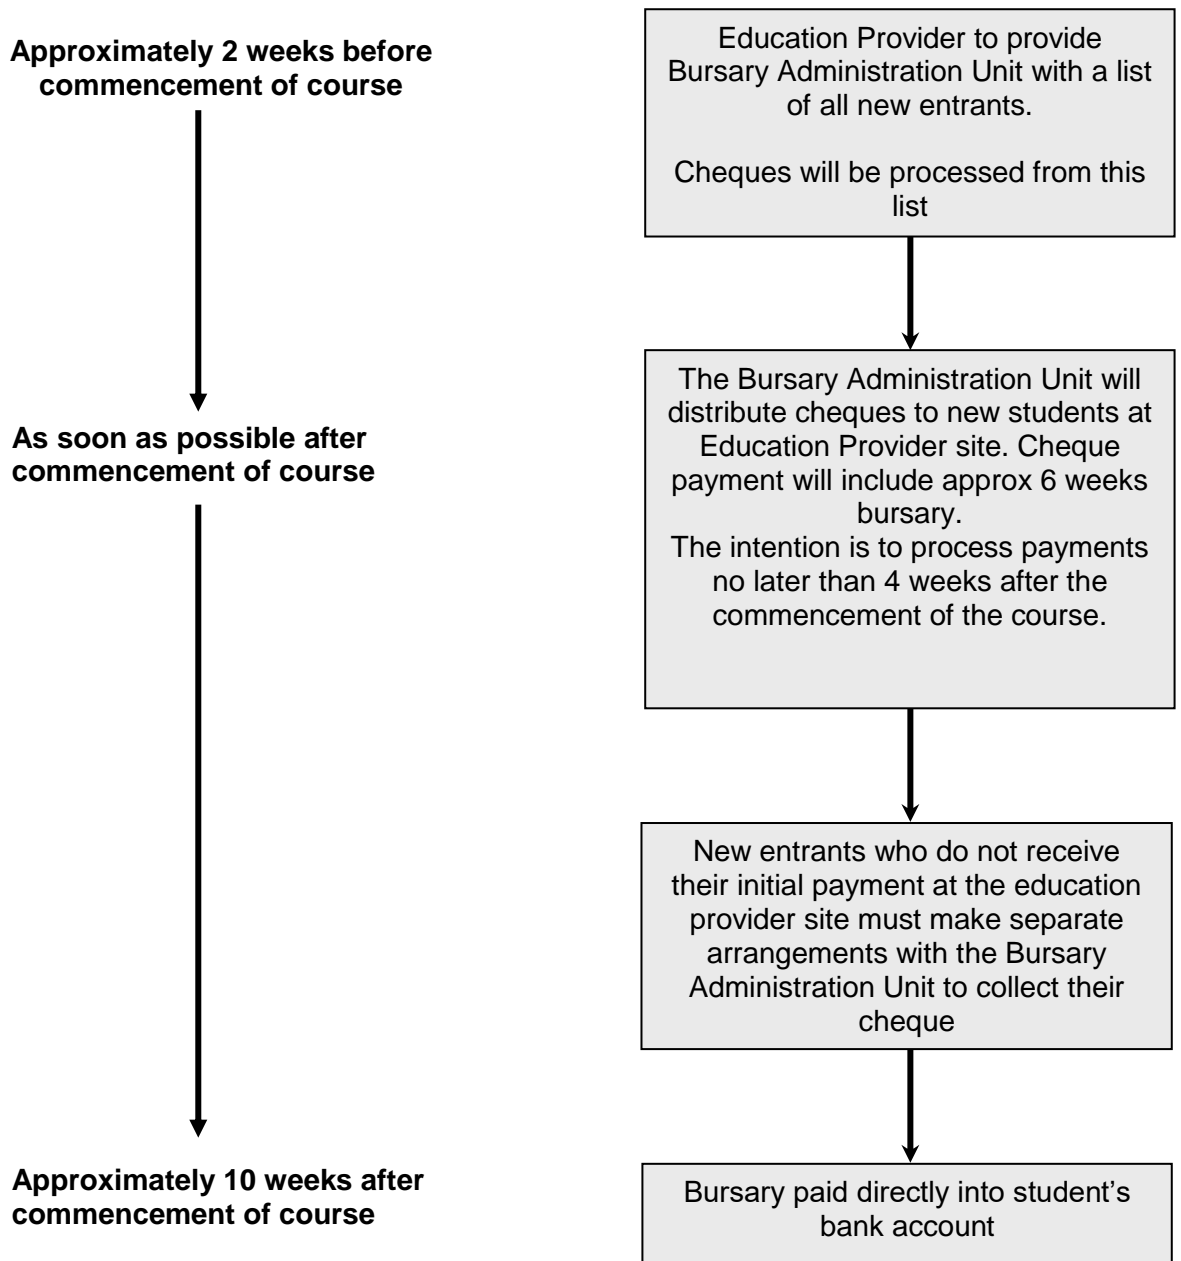 Approximately 2 weeks before
commencement of course
Education Provider to provide
Bursary Administration Unit with a list
of all new entrants.
Cheques will be processed from this
list
As soon as possible after
commencement of course
The Bursary Administration Unit will
distribute cheques to new students at
Education Provider site. Cheque
payment will include approx 6 weeks
bursary.
The intention is to process payments
no later than 4 weeks after the
commencement of the course.
New entrants who do not receive
their initial payment at the education
provider site must make separate
arrangements with the Bursary
Administration Unit to collect their
cheque
Approximately 10 weeks after
commencement of course
Bursary paid directly into student’s
bank account